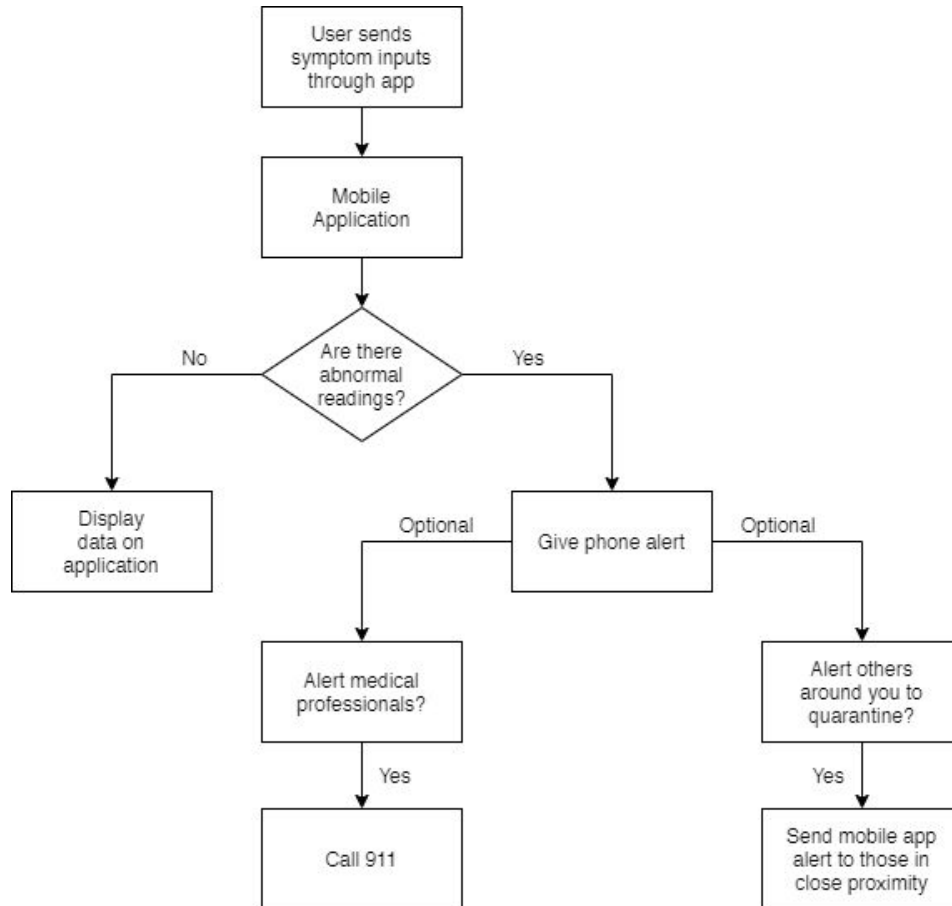 User sends
symptom inputs
through app
Mobile
Application
Are there
abnormal
readings?
No
Yes
Display
data on
application
Optional
Give phone alert
Optional
Alert medical
professionals?
Alert others
around you to
quarantine?
Yes
Yes
Call 911
Send mobile app
alert to those in
close proximity